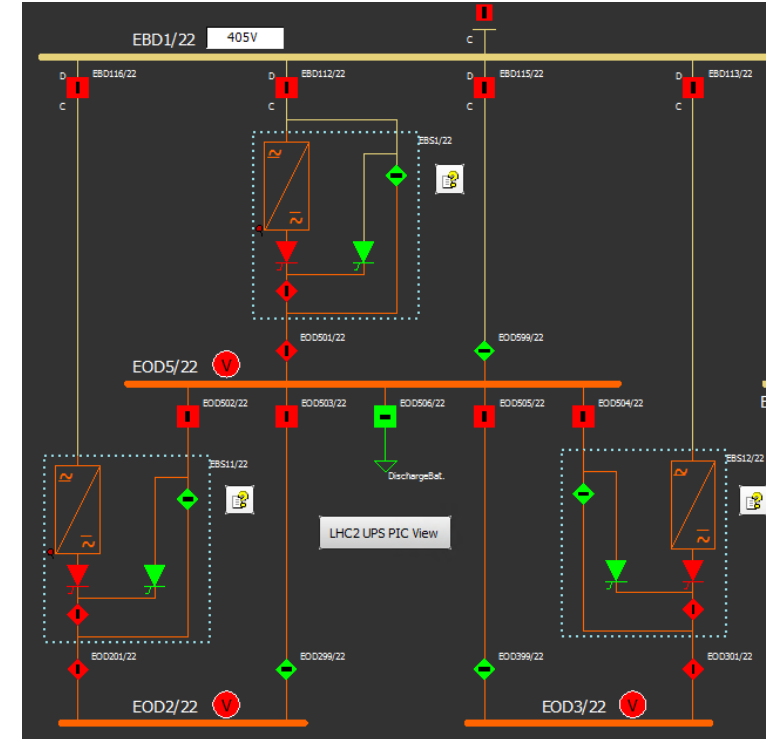 EBD1/22 405V
C
D EBD116/22
C
D EBD112/22
C
D EBD115/22
C
D EBD113/22
C
EBS1/22
EOD501/22
EOD599/22
EOD5/22 V
EOD502/22
EOD503/22
EOD506/22
EOD505/22
EOD504/22
E
EBS11/22
DischargeBat.
EBS12/22
LHC2 UPS PIC View
EOD201/22
EOD299/22
EOD399/22
EOD301/22
EOD2/22 V
EOD3/22 V